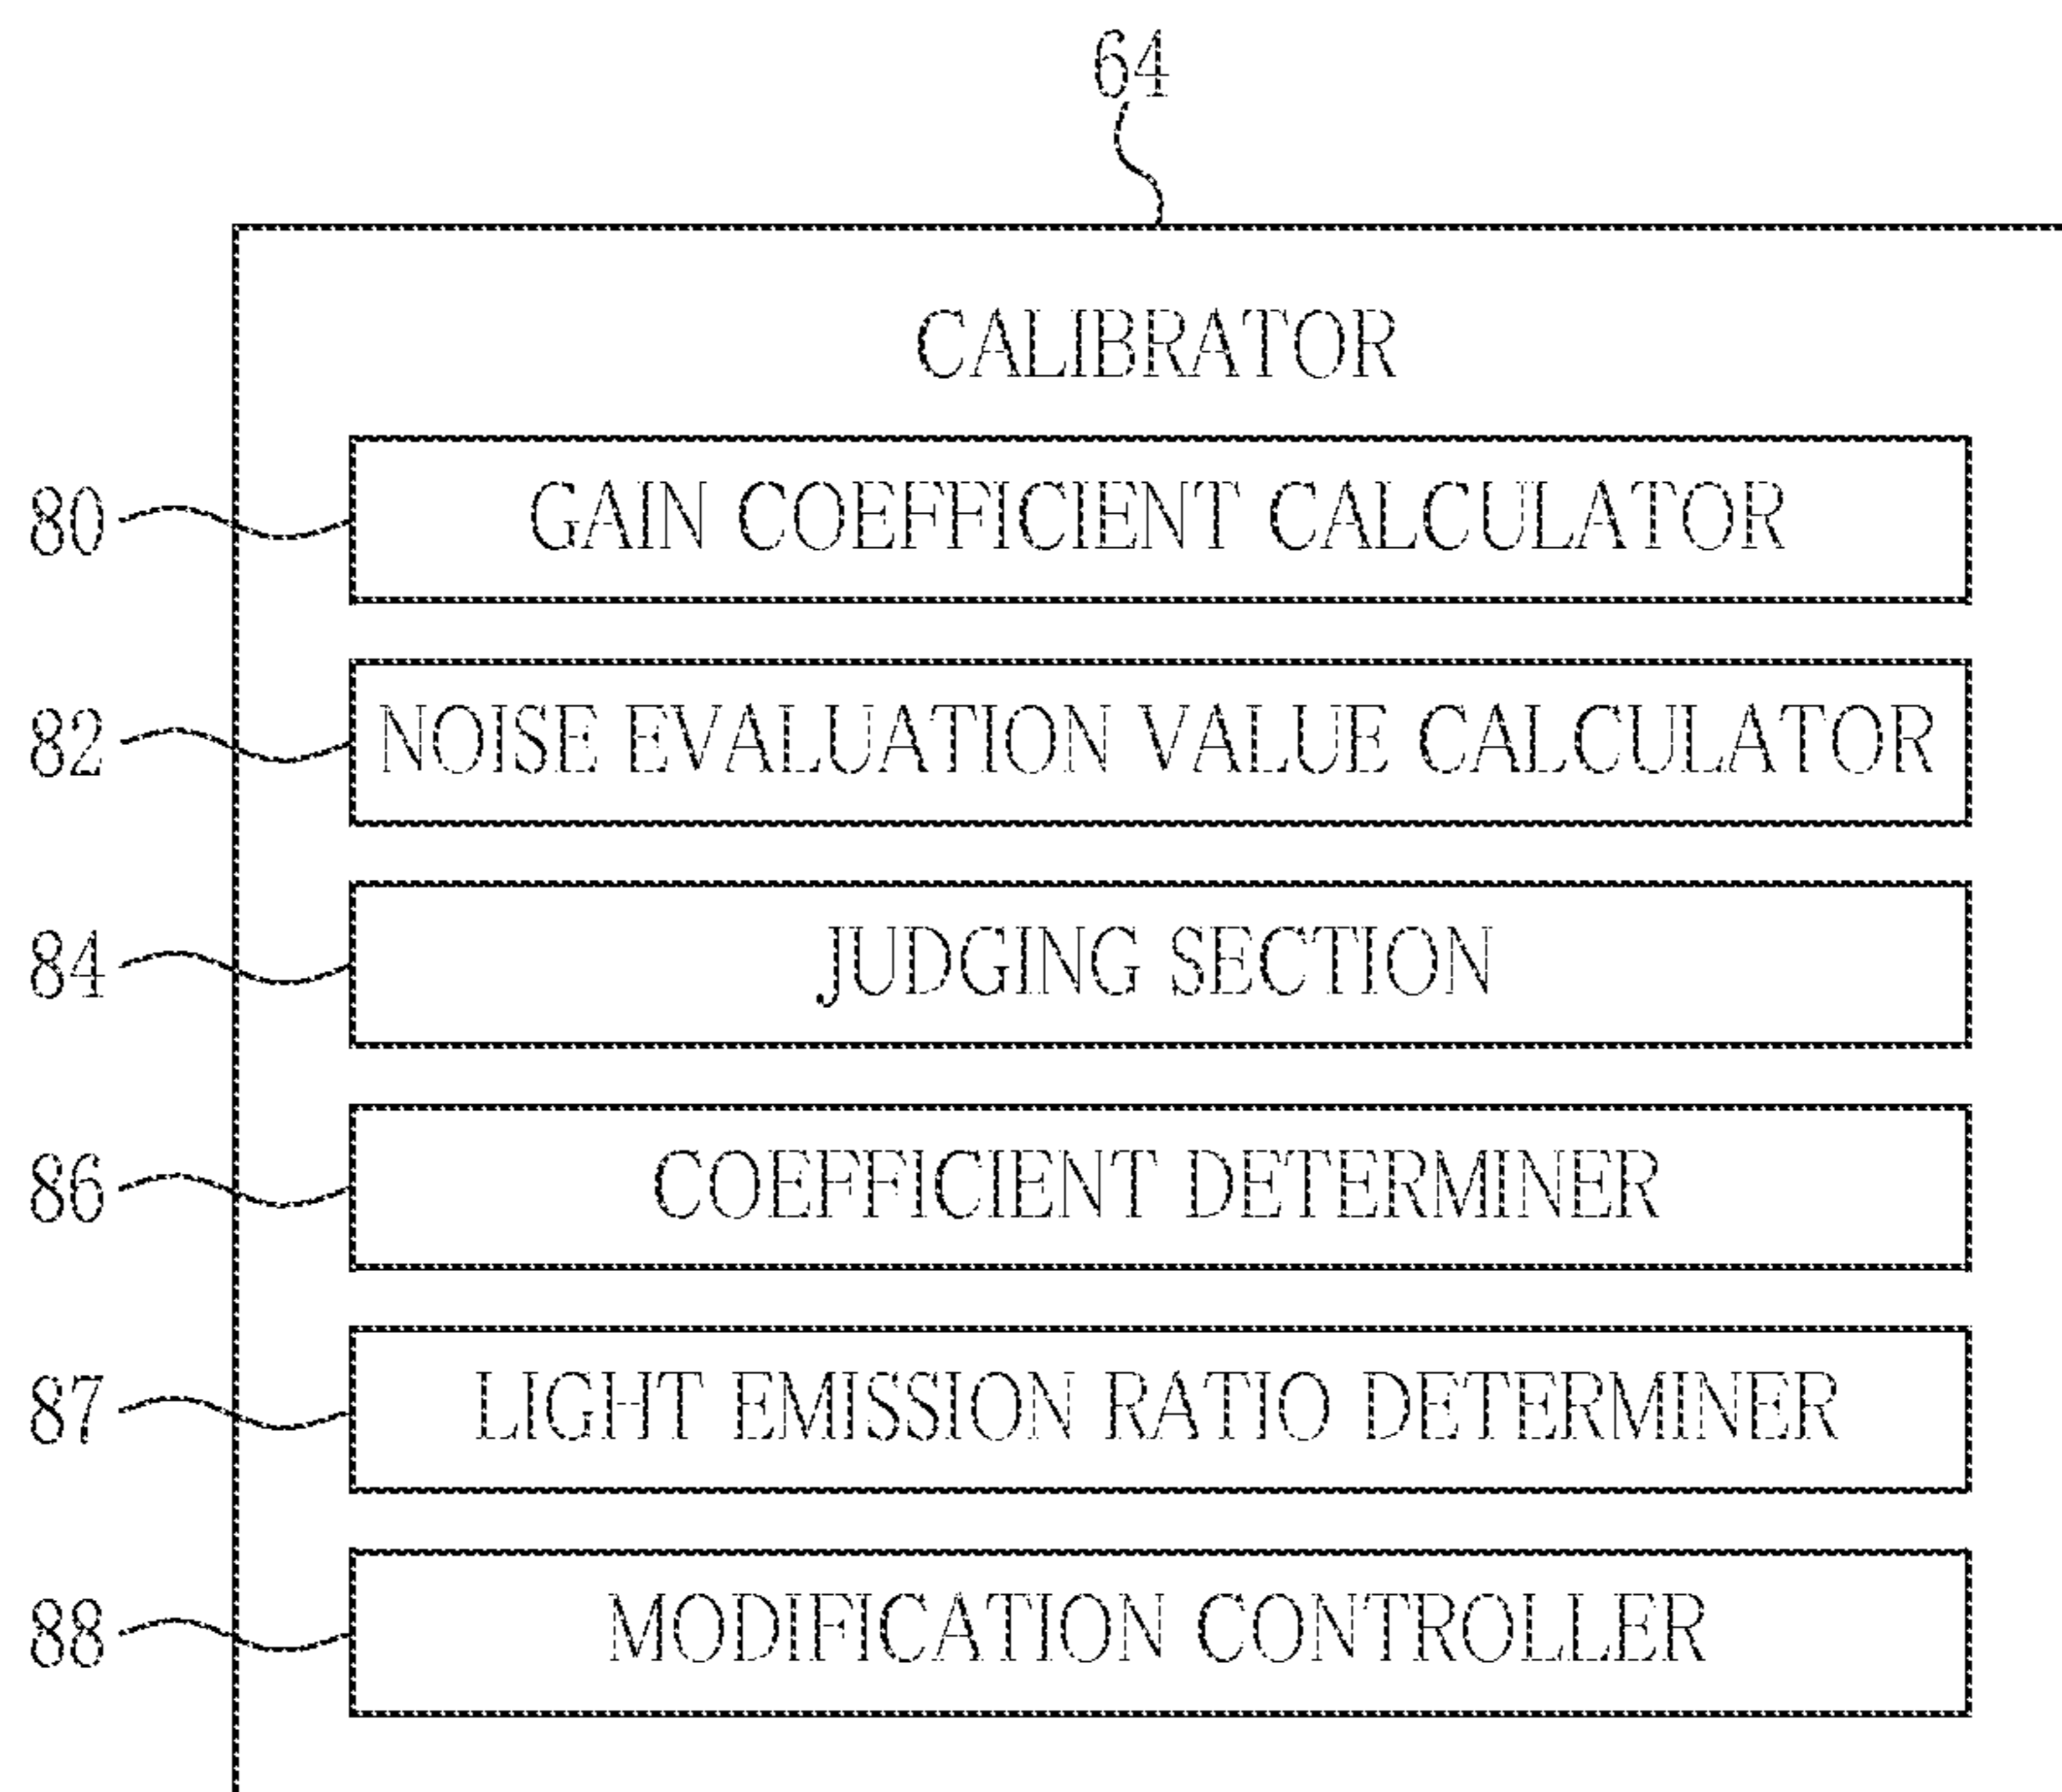 64
CALIBRATOR
80 GAIN COEFFICIENT CALCULATOR
82 NOISE EVALUATION VALUE CALCULATOR
84 JUDGING SECTION
86 COEFFICIENT DETERMINER
87 LIGHT EMISSION RATIO DETERMINER
88 MODIFICATION CONTROLLER